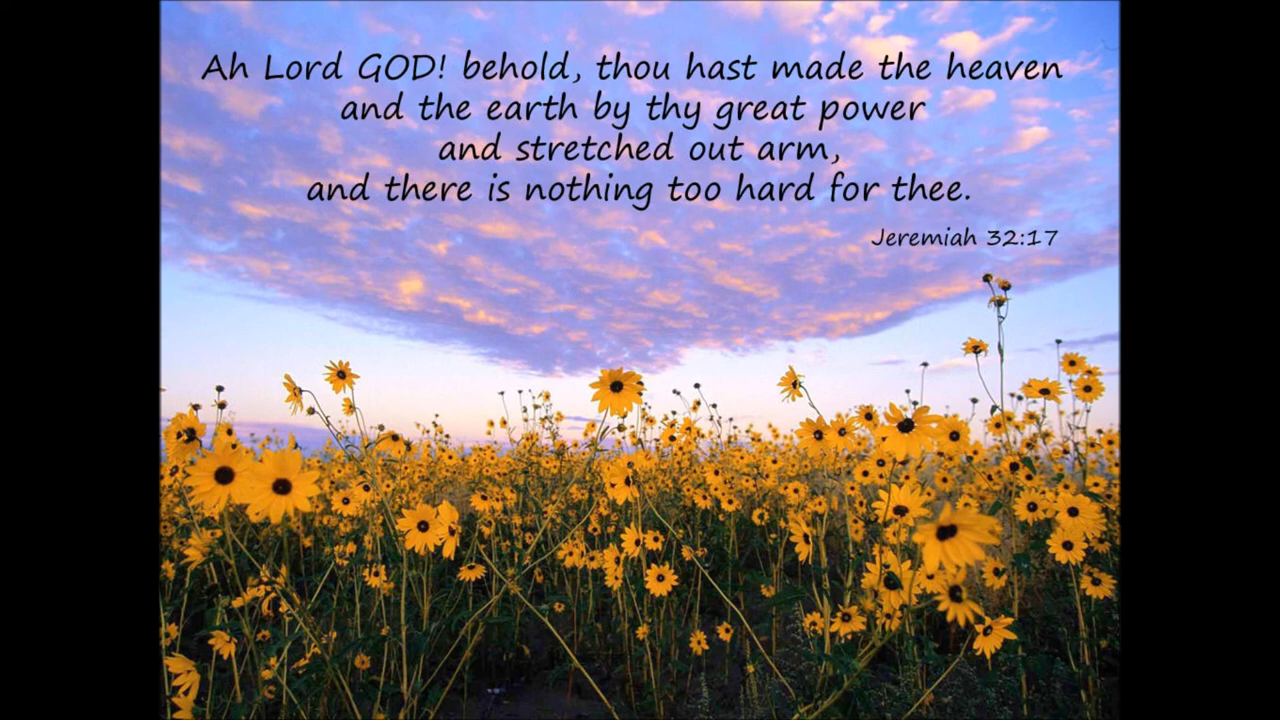 Ah Lord GOD! behold, thou hast made the heaven
and the earth by thy great power
and stretched out arm,
and there is nothing too hard for thee.
Jeremiah 32:17